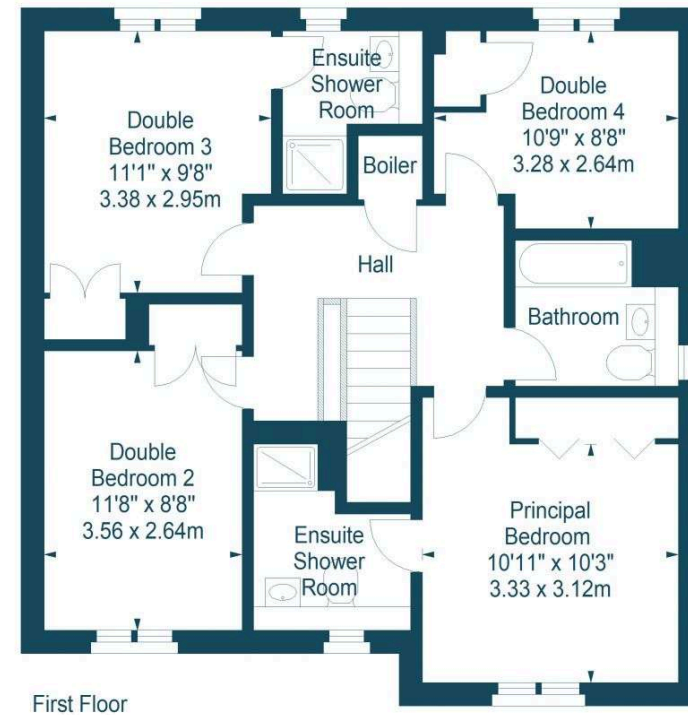 Ensuite
Shower
Room
Double
Bedroom 3
11'1" x 9'8"
3.38 x 2.95m
Double
Bedroom 4
10'9" x 8'8"
3.28 x 2.64m
Boiler
Hall
Bathroom
Double
Bedroom 2
11'8" x 8'8"
3.56 x 2.64m
Ensuite
Shower
Room
Principal
Bedroom
10'11" x 10'3"
3.33 x 3.12m
First Floor